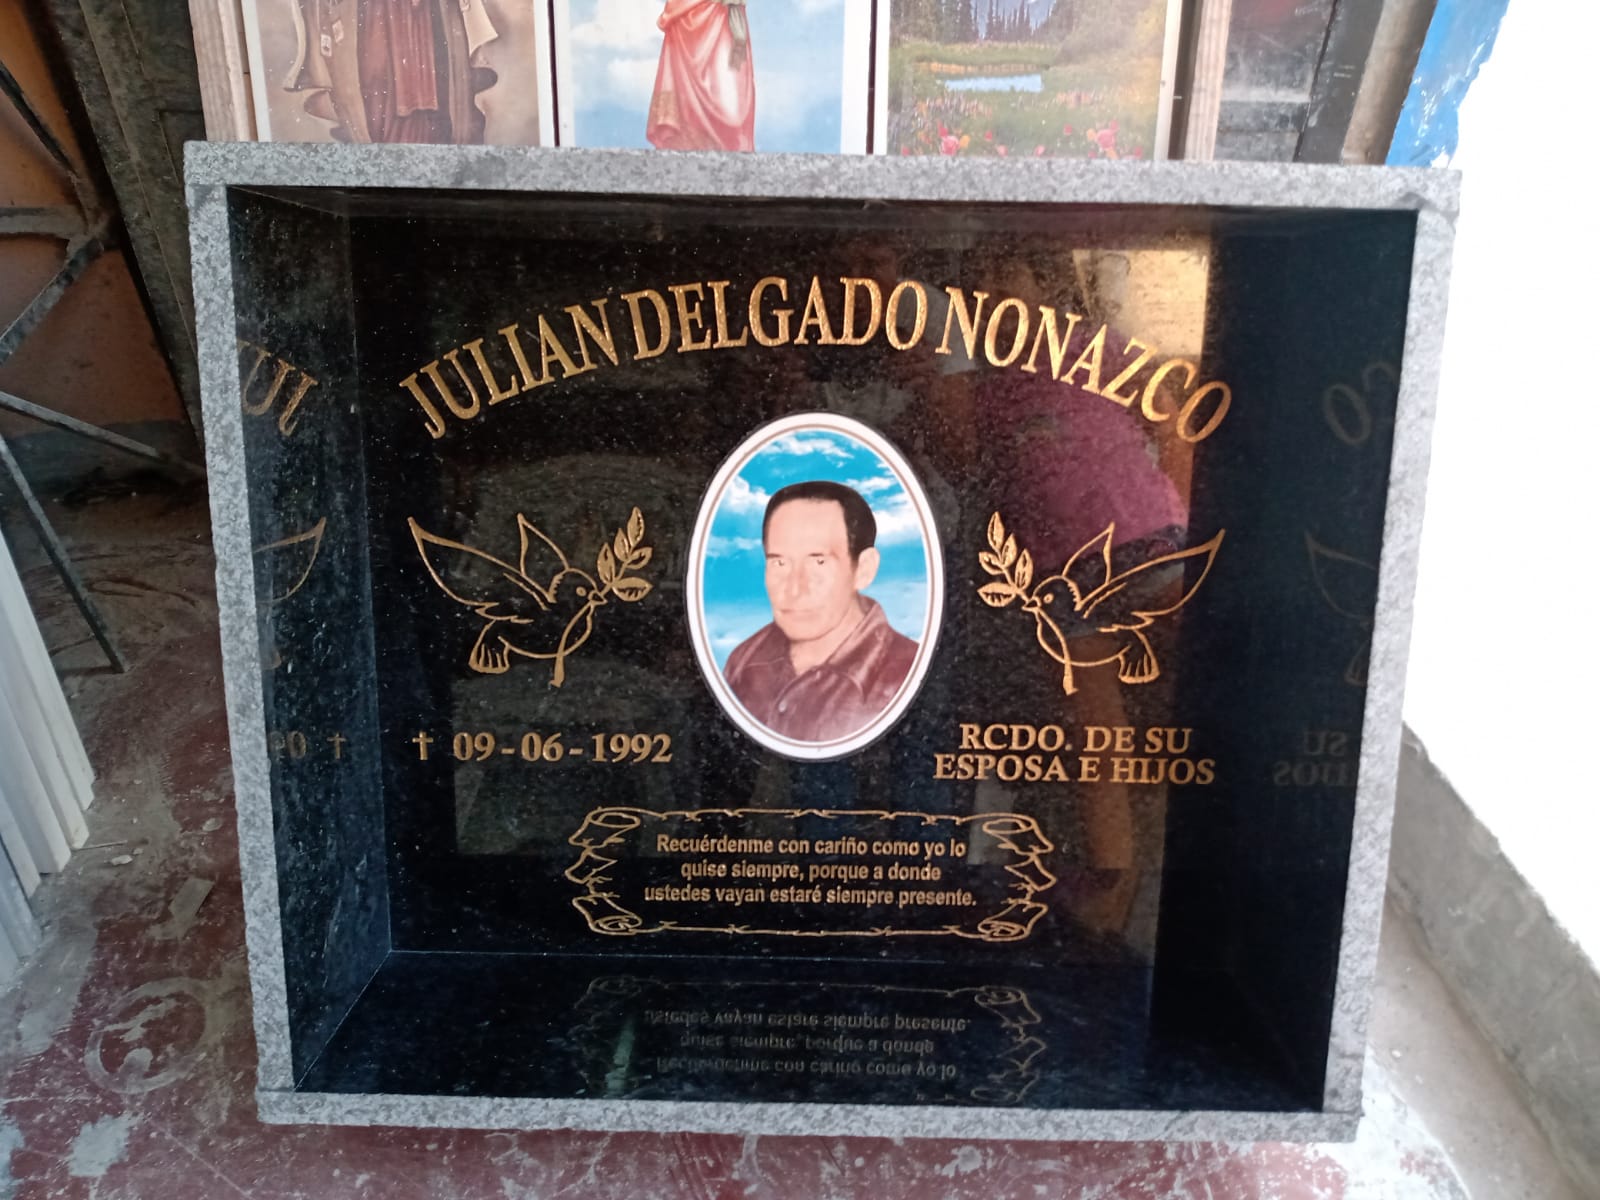 JULIAN DELGADO NONAZCO
✝ 09-06-1992
RCDO. DE SU
ESPOSA E HIJOS
Recuérdenme con cariño como yo lo
quise siempre, porque a donde
ustedes vayan estaré siempre presente.